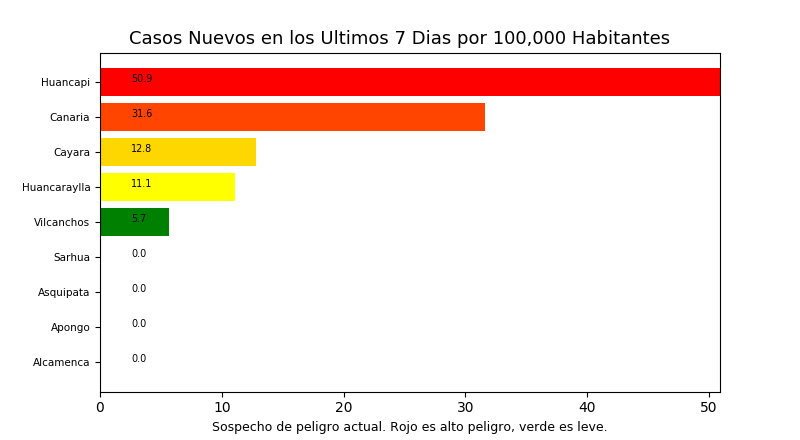 Casos Nuevos en los Ultimos 7 Dias por 100,000 Habitantes
Huancapi 50.9
Canaria 31.6
Cayara 12.8
Huancaraylla 11.1
Vilcanchos 5.7
Sarhua 0.0
Asquipata 0.0
Apongo 0.0
Alcamenca 0.0
0 10 20 30 40 50
Sospecho de peligro actual. Rojo es alto peligro, verde es leve.